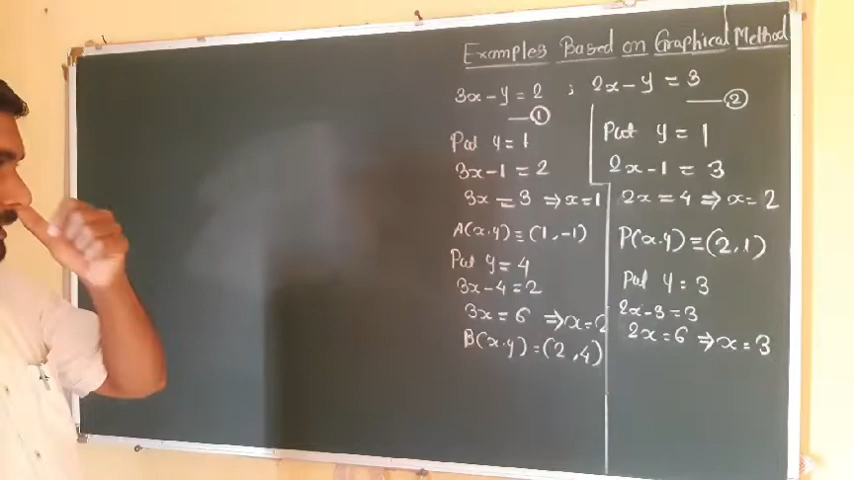 Examples Based on Graphical Method
3x-y=2 ; 2x-y=3
—① —②
Put y=1
3x-1=2
3x=3 ⇒x=1
A(x,y)=(1,-1)
Put y=4
3x-4=2
3x=6 ⇒x=2
B(x,y)=(2,4)
Put y=1
2x-1=3
2x=4⇒x=2
P(x,y)=(2,1)
Put y=3
2x-3=3
2x=6⇒x=3